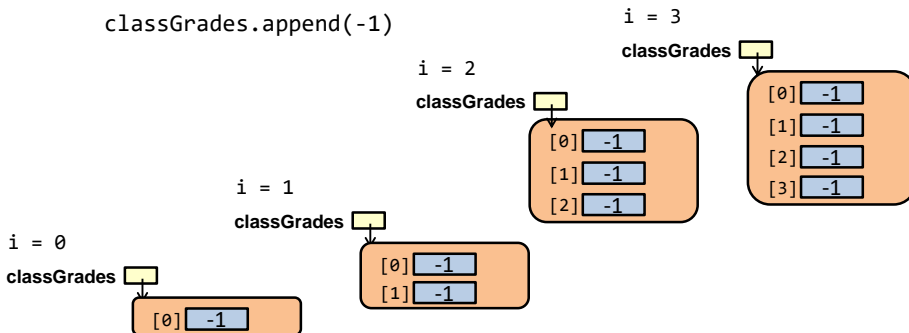 classGrades.append(-1)
i = 3
classGrades
[0] -1
[1] -1
[2] -1
[3] -1
i = 2
classGrades
[0] -1
[1] -1
[2] -1
i = 1
classGrades
[0] -1
[1] -1
i = 0
classGrades
[0] -1